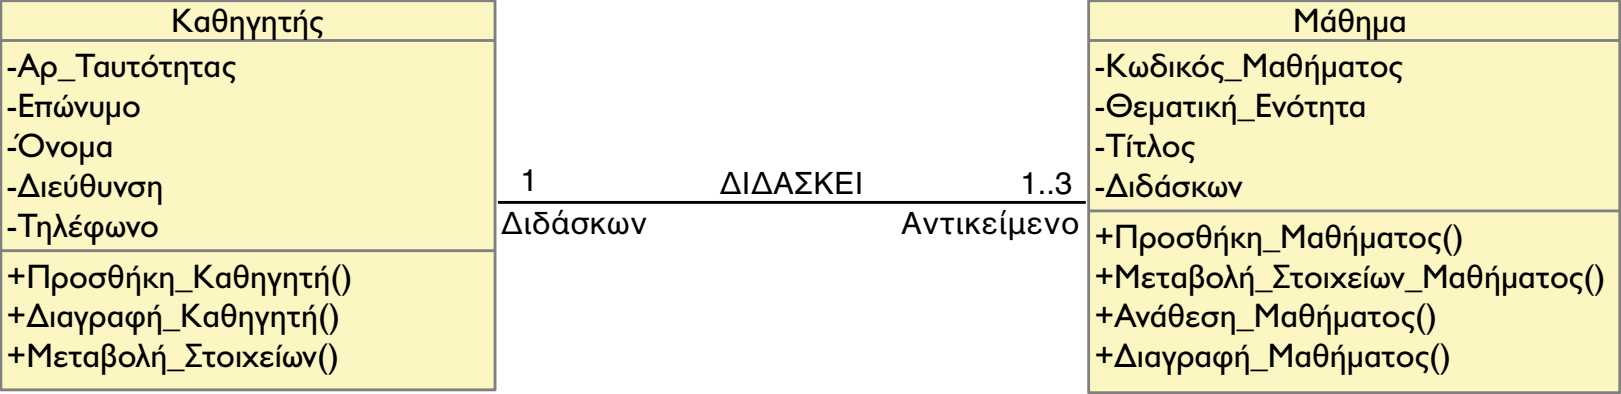 Καθηγητής
-Αρ_Ταυτότητας
-Επώνυμο
-Όνομα
-Διεύθυνση
-Τηλέφωνο
+Προσθήκη_Καθηγητή()
+Διαγραφή_Καθηγητή()
+Μεταβολή_Στοιχείων()
1 ΔΙΔΑΣΚΕΙ 1..3
Διδάσκων Αντικείμενο
Μάθημα
-Κωδικός_Μαθήματος
-Θεματική_Ενότητα
-Τίτλος
-Διδάσκων
+Προσθήκη_Μαθήματος()
+Μεταβολή_Στοιχείων_Μαθήματος()
+Ανάθεση_Μαθήματος()
+Διαγραφή_Μαθήματος()